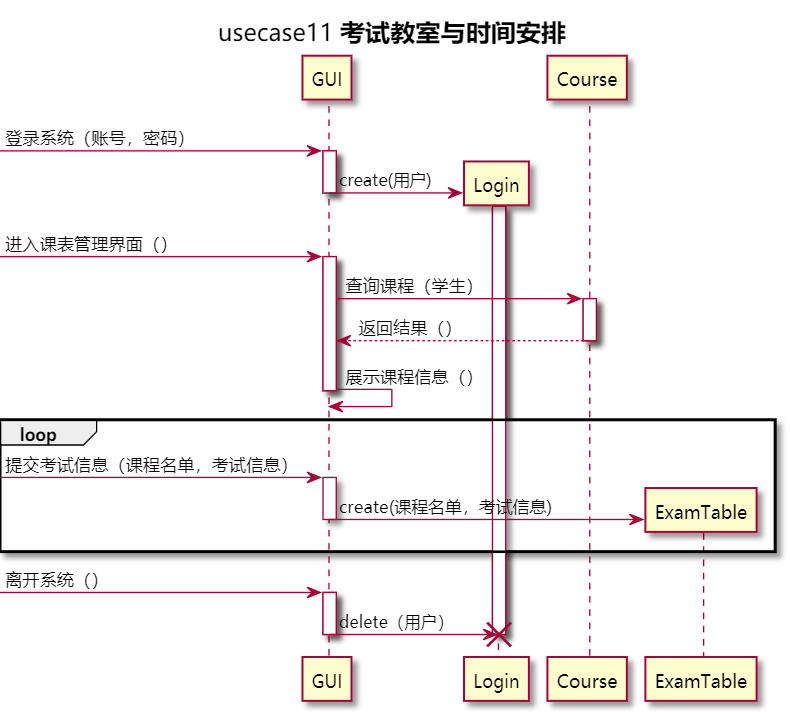 usecase11 考试教室与时间安排
GUI
Course
登录系统（账号，密码）
create(用户)
Login
进入课表管理界面（）
查询课程（学生）
返回结果（）
展示课程信息（）
loop
提交考试信息（课程名单，考试信息）
create(课程名单，考试信息)
ExamTable
离开系统（）
delete（用户）
GUI
Login
Course
ExamTable